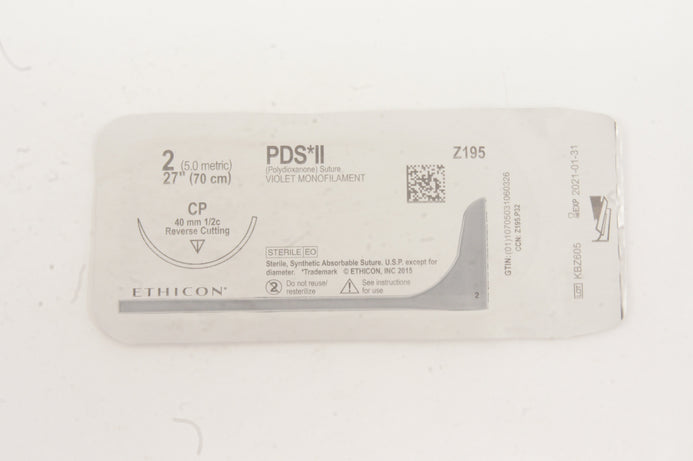 2 (5.0 metric)
27" (70 cm)
CP
40 mm 1/2c
Reverse Cutting
ETHICON*
PDS*II
(Polydioxanone) Suture
VIOLET MONOFILAMENT
Z195
STERILE EO
Sterile, Synthetic Absorbable Suture. U.S.P. except for
diameter. *Trademark © ETHICON, INC 2015
2 Do not reuse/
resterilize
See instructions
for use
2
GTIN: (01)10705031060326
CCN: Z195.P32
EXP 2021-01-31
LOT KBZ605